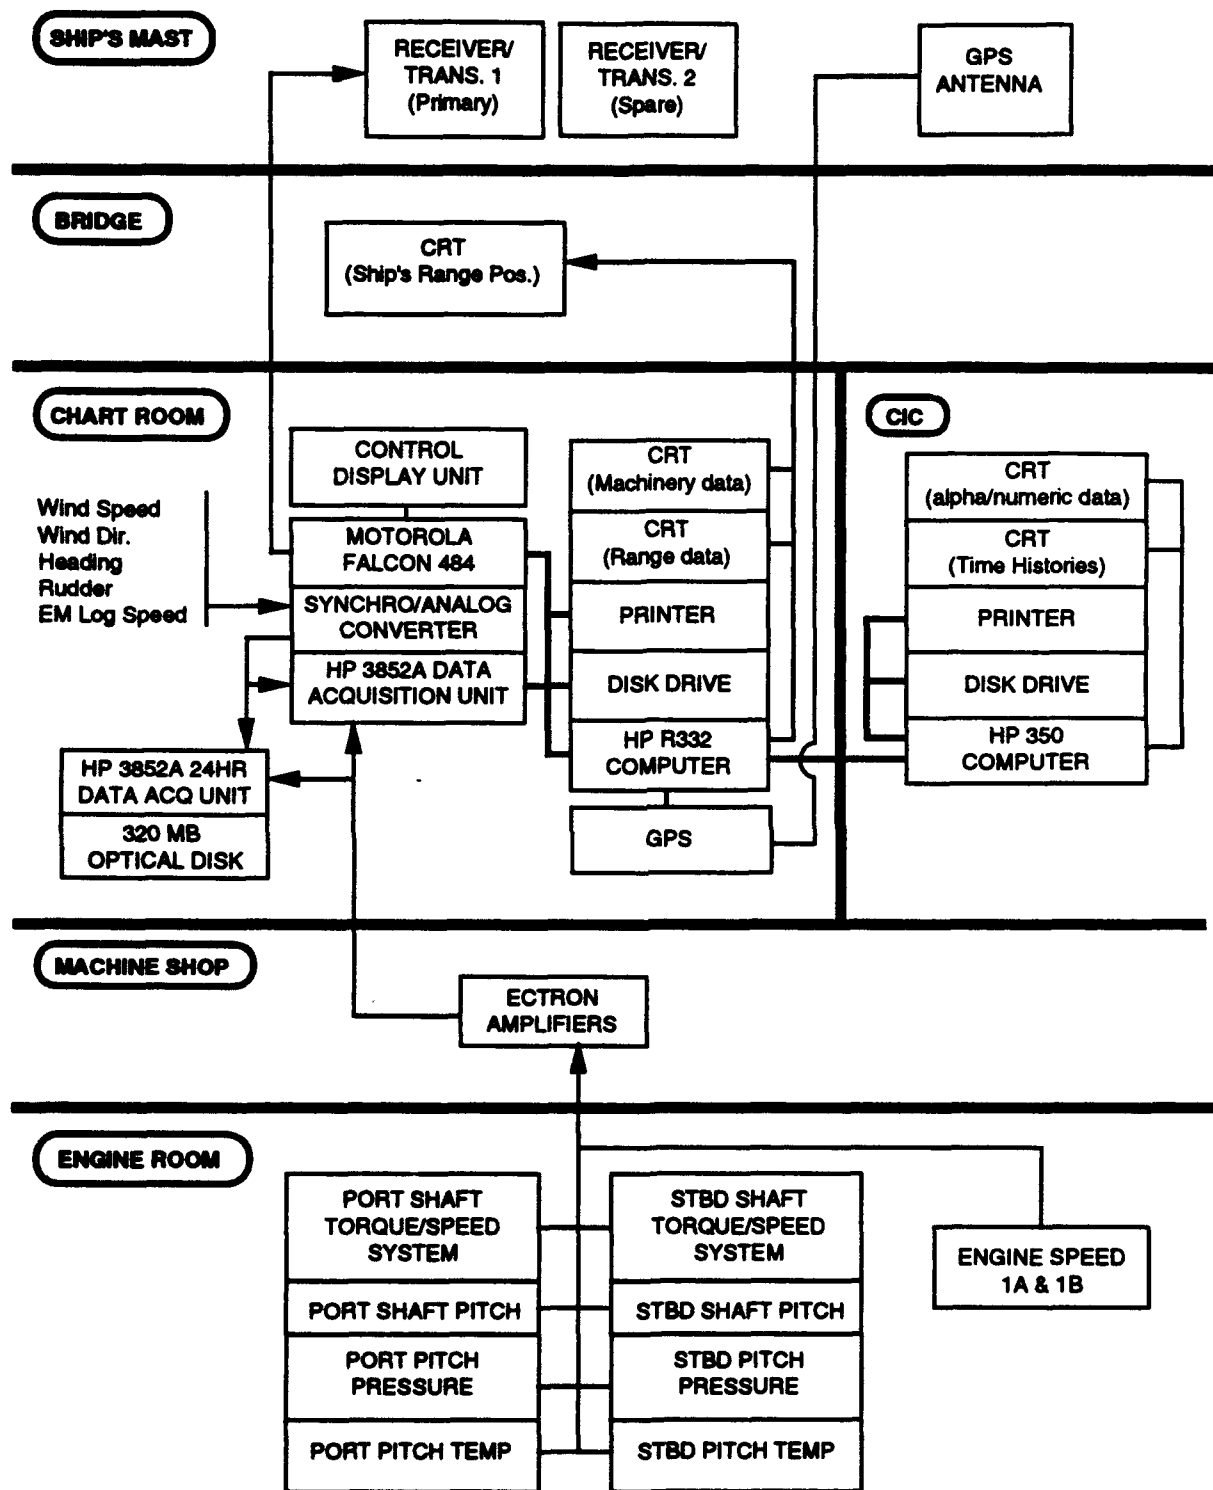 SHIP'S MAST
RECEIVER/
TRANS. 1
(Primary)
RECEIVER/
TRANS. 2
(Spare)
GPS
ANTENNA
BRIDGE
CRT
(Ship's Range Pos.)
CHART ROOM
CONTROL
DISPLAY UNIT
Wind Speed
Wind Dir.
Heading
Rudder
EM Log Speed
MOTOROLA
FALCON 484
SYNCHRO/ANALOG
CONVERTER
HP 3852A DATA
ACQUISITION UNIT
HP 3852A 24HR
DATA ACQ UNIT
320 MB
OPTICAL DISK
CRT
(Machinery data)
CRT
(Range data)
PRINTER
DISK DRIVE
HP R332
COMPUTER
GPS
CIC
CRT
(alpha/numeric data)
CRT
(Time Histories)
PRINTER
DISK DRIVE
HP 350
COMPUTER
MACHINE SHOP
ECTRON
AMPLIFIERS
ENGINE ROOM
PORT SHAFT
TORQUE/SPEED
SYSTEM
PORT SHAFT PITCH
PORT PITCH
PRESSURE
PORT PITCH TEMP
STBD SHAFT
TORQUE/SPEED
SYSTEM
STBD SHAFT PITCH
STBD PITCH
PRESSURE
STBD PITCH TEMP
ENGINE SPEED
1A & 1B